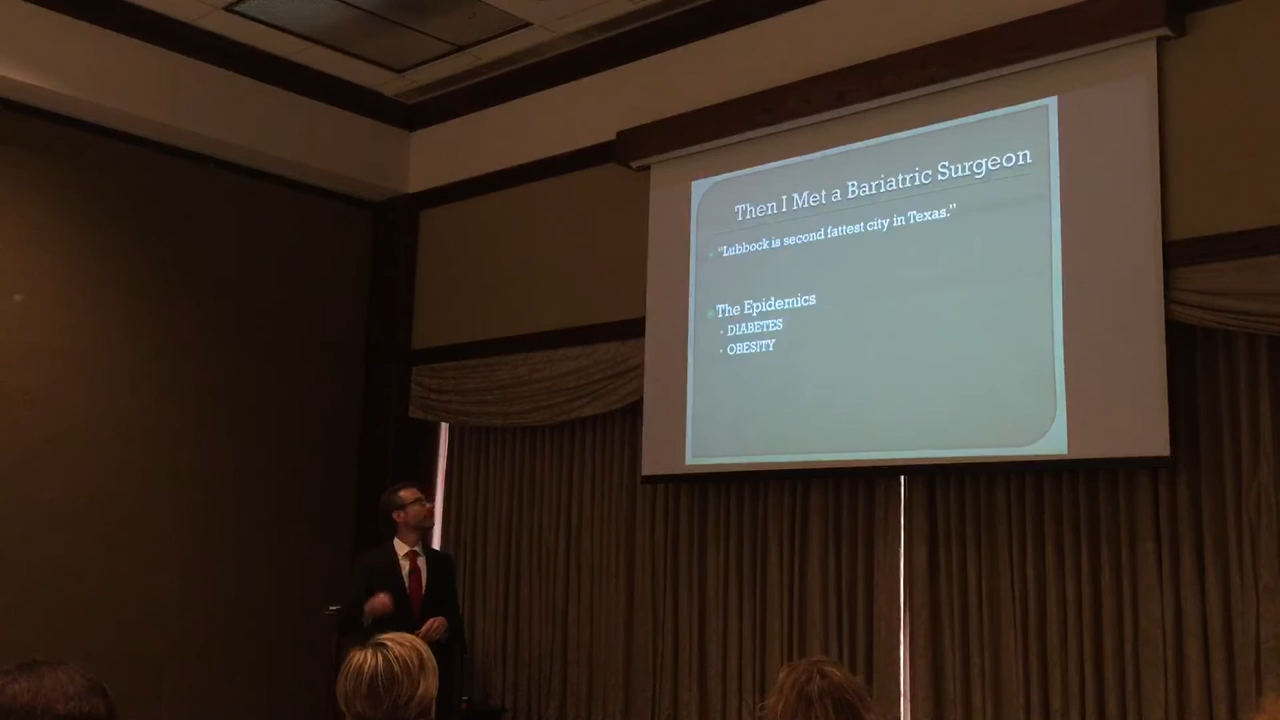 Then I Met a Bariatric Surgeon
“Lubbock is second fattest city in Texas.”
The Epidemics
DIABETES
OBESITY